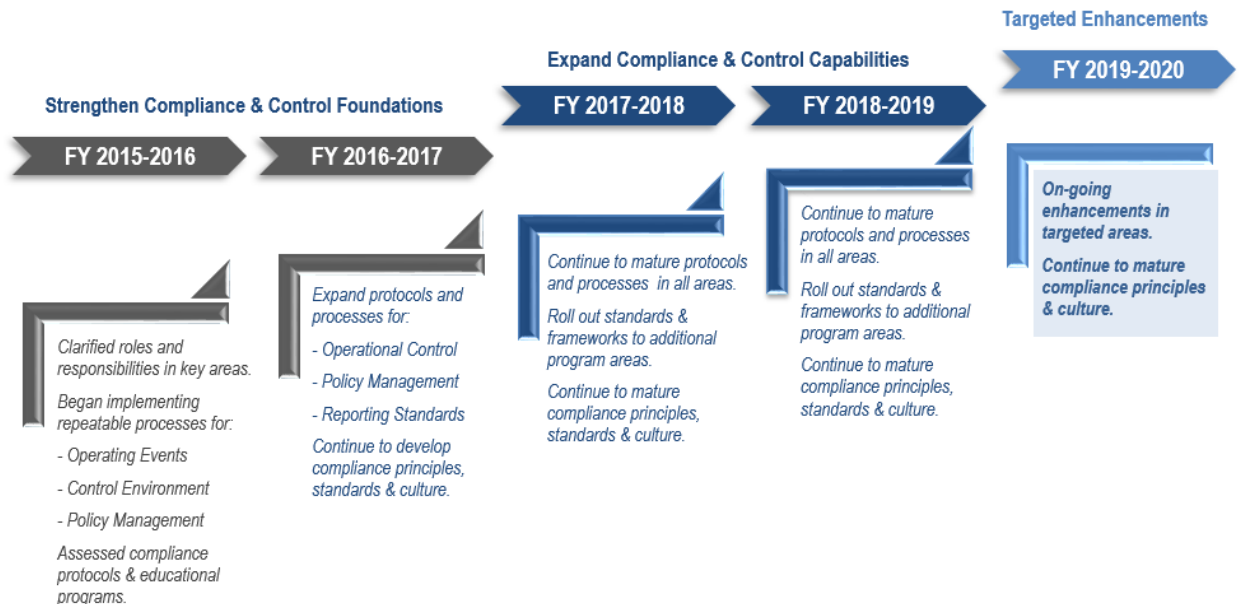 Strengthen Compliance & Control Foundations
FY 2015-2016
Clarified roles and
responsibilities in key areas.
Began implementing
repeatable processes for:
- Operating Events
- Control Environment
- Policy Management
Assessed compliance
protocols & educational
programs.
FY 2016-2017
Expand protocols and
processes for:
- Operational Control
- Policy Management
- Reporting Standards
Continue to develop
compliance principles,
standards & culture.
Expand Compliance & Control Capabilities
FY 2017-2018
Continue to mature protocols
and processes in all areas.
Roll out standards &
frameworks to additional
program areas.
Continue to mature
compliance principles,
standards & culture.
FY 2018-2019
Continue to mature
protocols and processes
in all areas.
Roll out standards &
frameworks to additional
program areas.
Continue to mature
compliance principles,
standards & culture.
Targeted Enhancements
FY 2019-2020
On-going
enhancements in
targeted areas.
Continue to mature
compliance principles
& culture.